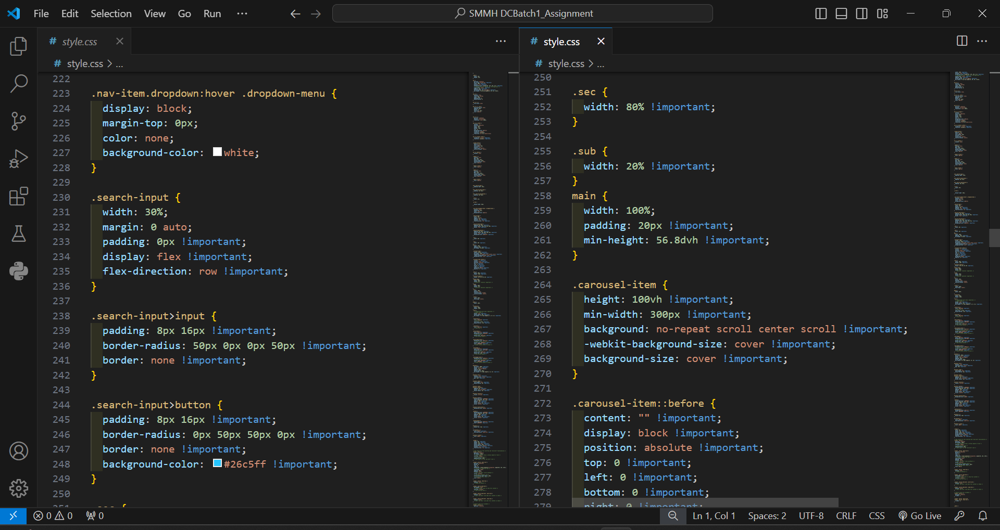 File Edit Selection View Go Run ··· SMMH DCBatch1_Assignment
# style.css
# style.css > ...
222
223 .nav-item.dropdown:hover .dropdown-menu {
224 display: block;
225 margin-top: 0px;
226 color: none;
227 background-color: white;
228 }
229
230 .search-input {
231 width: 30%;
232 margin: 0 auto;
233 padding: 0px !important;
234 display: flex !important;
235 flex-direction: row !important;
236 }
237
238 .search-input>input {
239 padding: 8px 16px !important;
240 border-radius: 50px 0px 0px 50px !important;
241 border: none !important;
242 }
243
244 .search-input>button {
245 padding: 8px 16px !important;
246 border-radius: 0px 50px 50px 0px !important;
247 border: none !important;
248 background-color: #26c5ff !important;
249 }
250
# style.css
# style.css > ...
250
251 .sec {
252 width: 80% !important;
253 }
254
255 .sub {
256 width: 20% !important;
257 }
258 main {
259 width: 100%;
260 padding: 20px !important;
261 min-height: 56.8dvh !important;
262 }
263
264 .carousel-item {
265 height: 100vh !important;
266 min-width: 300px !important;
267 background: no-repeat scroll center scroll !important;
268 -webkit-background-size: cover !important;
269 background-size: cover !important;
270 }
271
272 .carousel-item::before {
273 content: "" !important;
274 display: block !important;
275 position: absolute !important;
276 top: 0 !important;
277 left: 0 !important;
278 bottom: 0 !important;
279 right: 0 !important;
0 0 0 Ln 1, Col 1 Spaces: 2 UTF-8 CRLF CSS Go Live